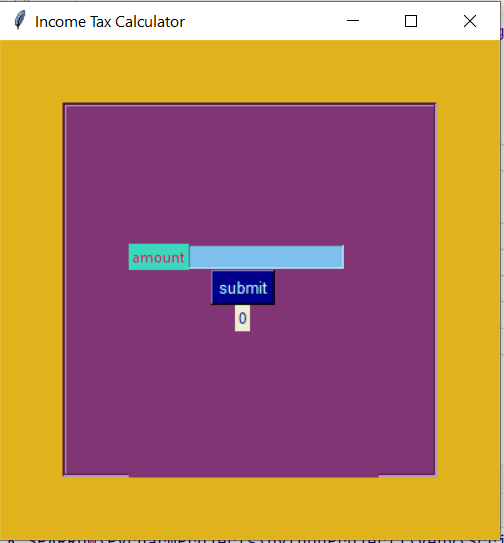 Income Tax Calculator
amount
submit
0